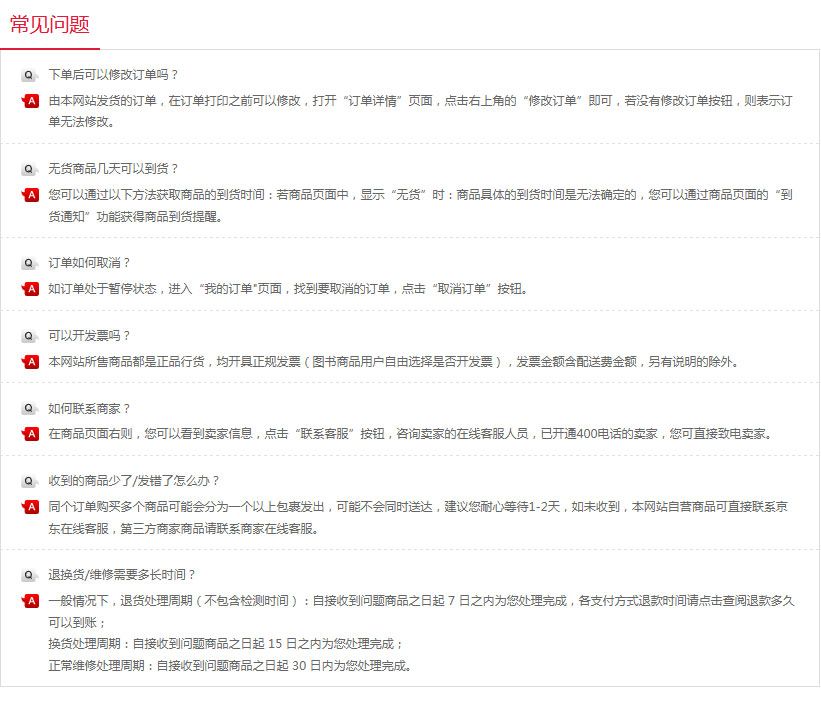 常见问题
Q 下单后可以修改订单吗？
A 由本网站发货的订单，在订单打印之前可以修改，打开“订单详情”页面，点击右上角的“修改订单”即可，若没有修改订单按钮，则表示订
单无法修改。
Q 无货商品几天可以到货？
A 您可以通过以下方法获取商品的到货时间：若商品页面中，显示“无货”时：商品具体的到货时间是无法确定的，您可以通过商品页面的“到
货通知”功能获得商品到货提醒。
Q 订单如何取消？
A 如订单处于暂停状态，进入“我的订单"页面，找到要取消的订单，点击“取消订单”按钮。
Q 可以开发票吗？
A 本网站所售商品都是正品行货，均开具正规发票（图书商品用户自由选择是否开发票），发票金额含配送费金额，另有说明的除外。
Q 如何联系商家？
A 在商品页面右则，您可以看到卖家信息，点击“联系客服”按钮，咨询卖家的在线客服人员，已开通400电话的卖家，您可直接致电卖家。
Q 收到的商品少了/发错了怎么办？
A 同个订单购买多个商品可能会分为一个以上包裹发出，可能不会同时送达，建议您耐心等待1-2天，如未收到，本网站自营商品可直接联系京
东在线客服，第三方商家商品请联系商家在线客服。
Q 退换货/维修需要多长时间？
A 一般情况下，退货处理周期（不包含检测时间）：自接收到问题商品之日起 7 日之内为您处理完成，各支付方式退款时间请点击查阅退款多久
可以到账；
换货处理周期：自接收到问题商品之日起 15 日之内为您处理完成；
正常维修处理周期：自接收到问题商品之日起 30 日内为您处理完成。